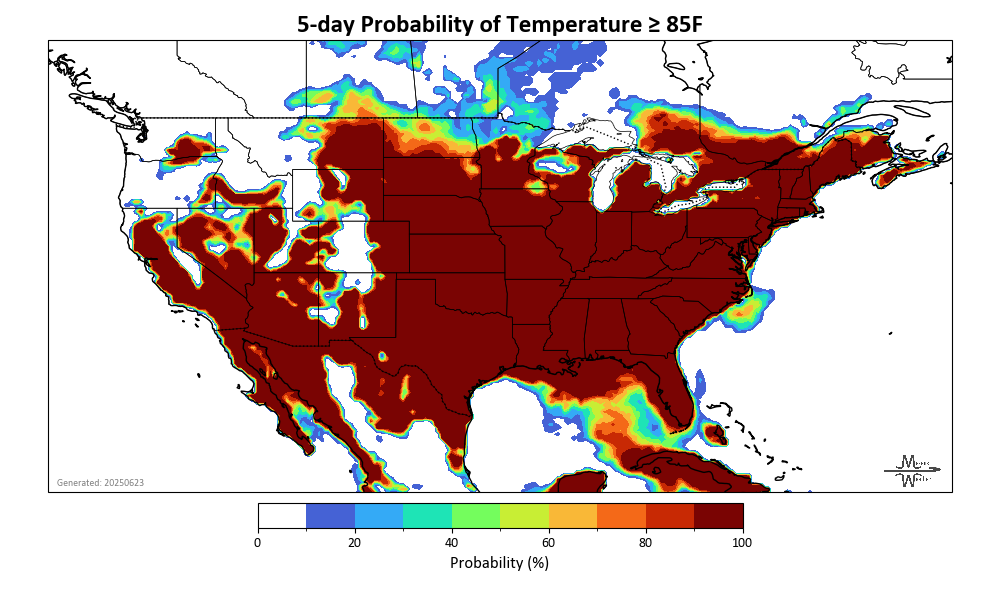 5-day Probability of Temperature ≥ 85F
Generated: 20250623
0 20 40 60 80 100
Probability (%)